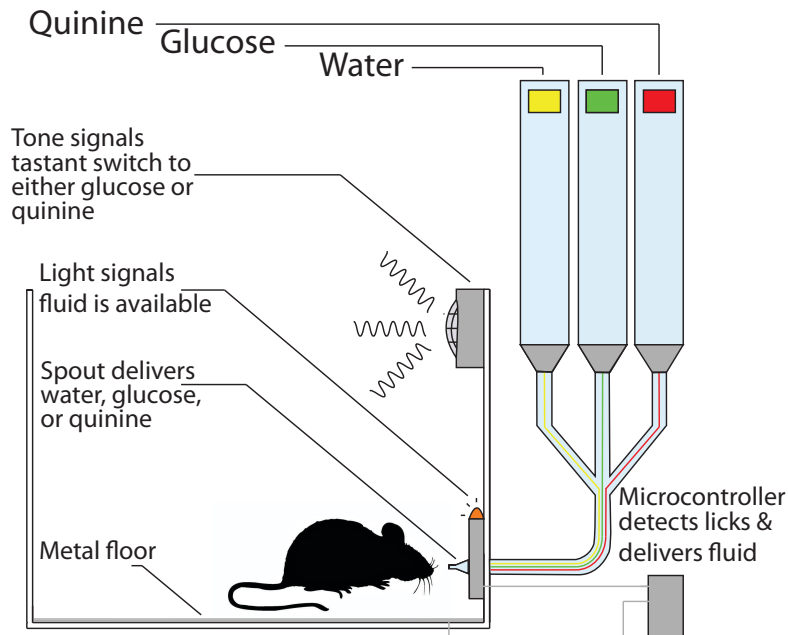 Quinine
Glucose
Water
Tone signals
tastant switch to
either glucose or
quinine
Light signals
fluid is available
Spout delivers
water, glucose,
or quinine
Metal floor
Microcontroller
detects licks &
delivers fluid